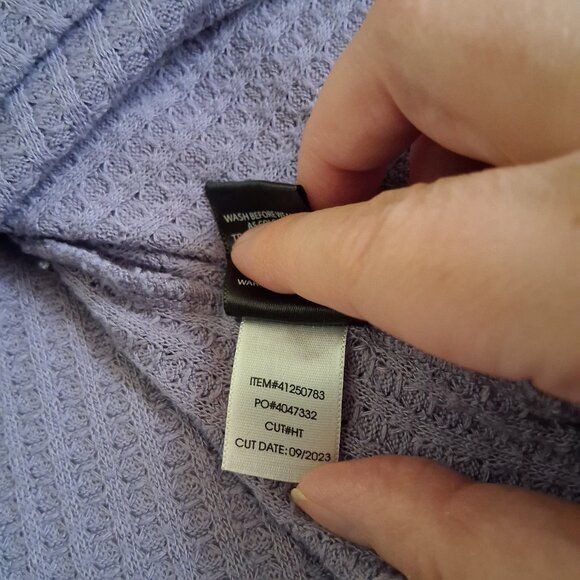 WASH BEFORE
ITEM#41250783
PO#4047332
CUT#HT
CUT DATE: 09/2023